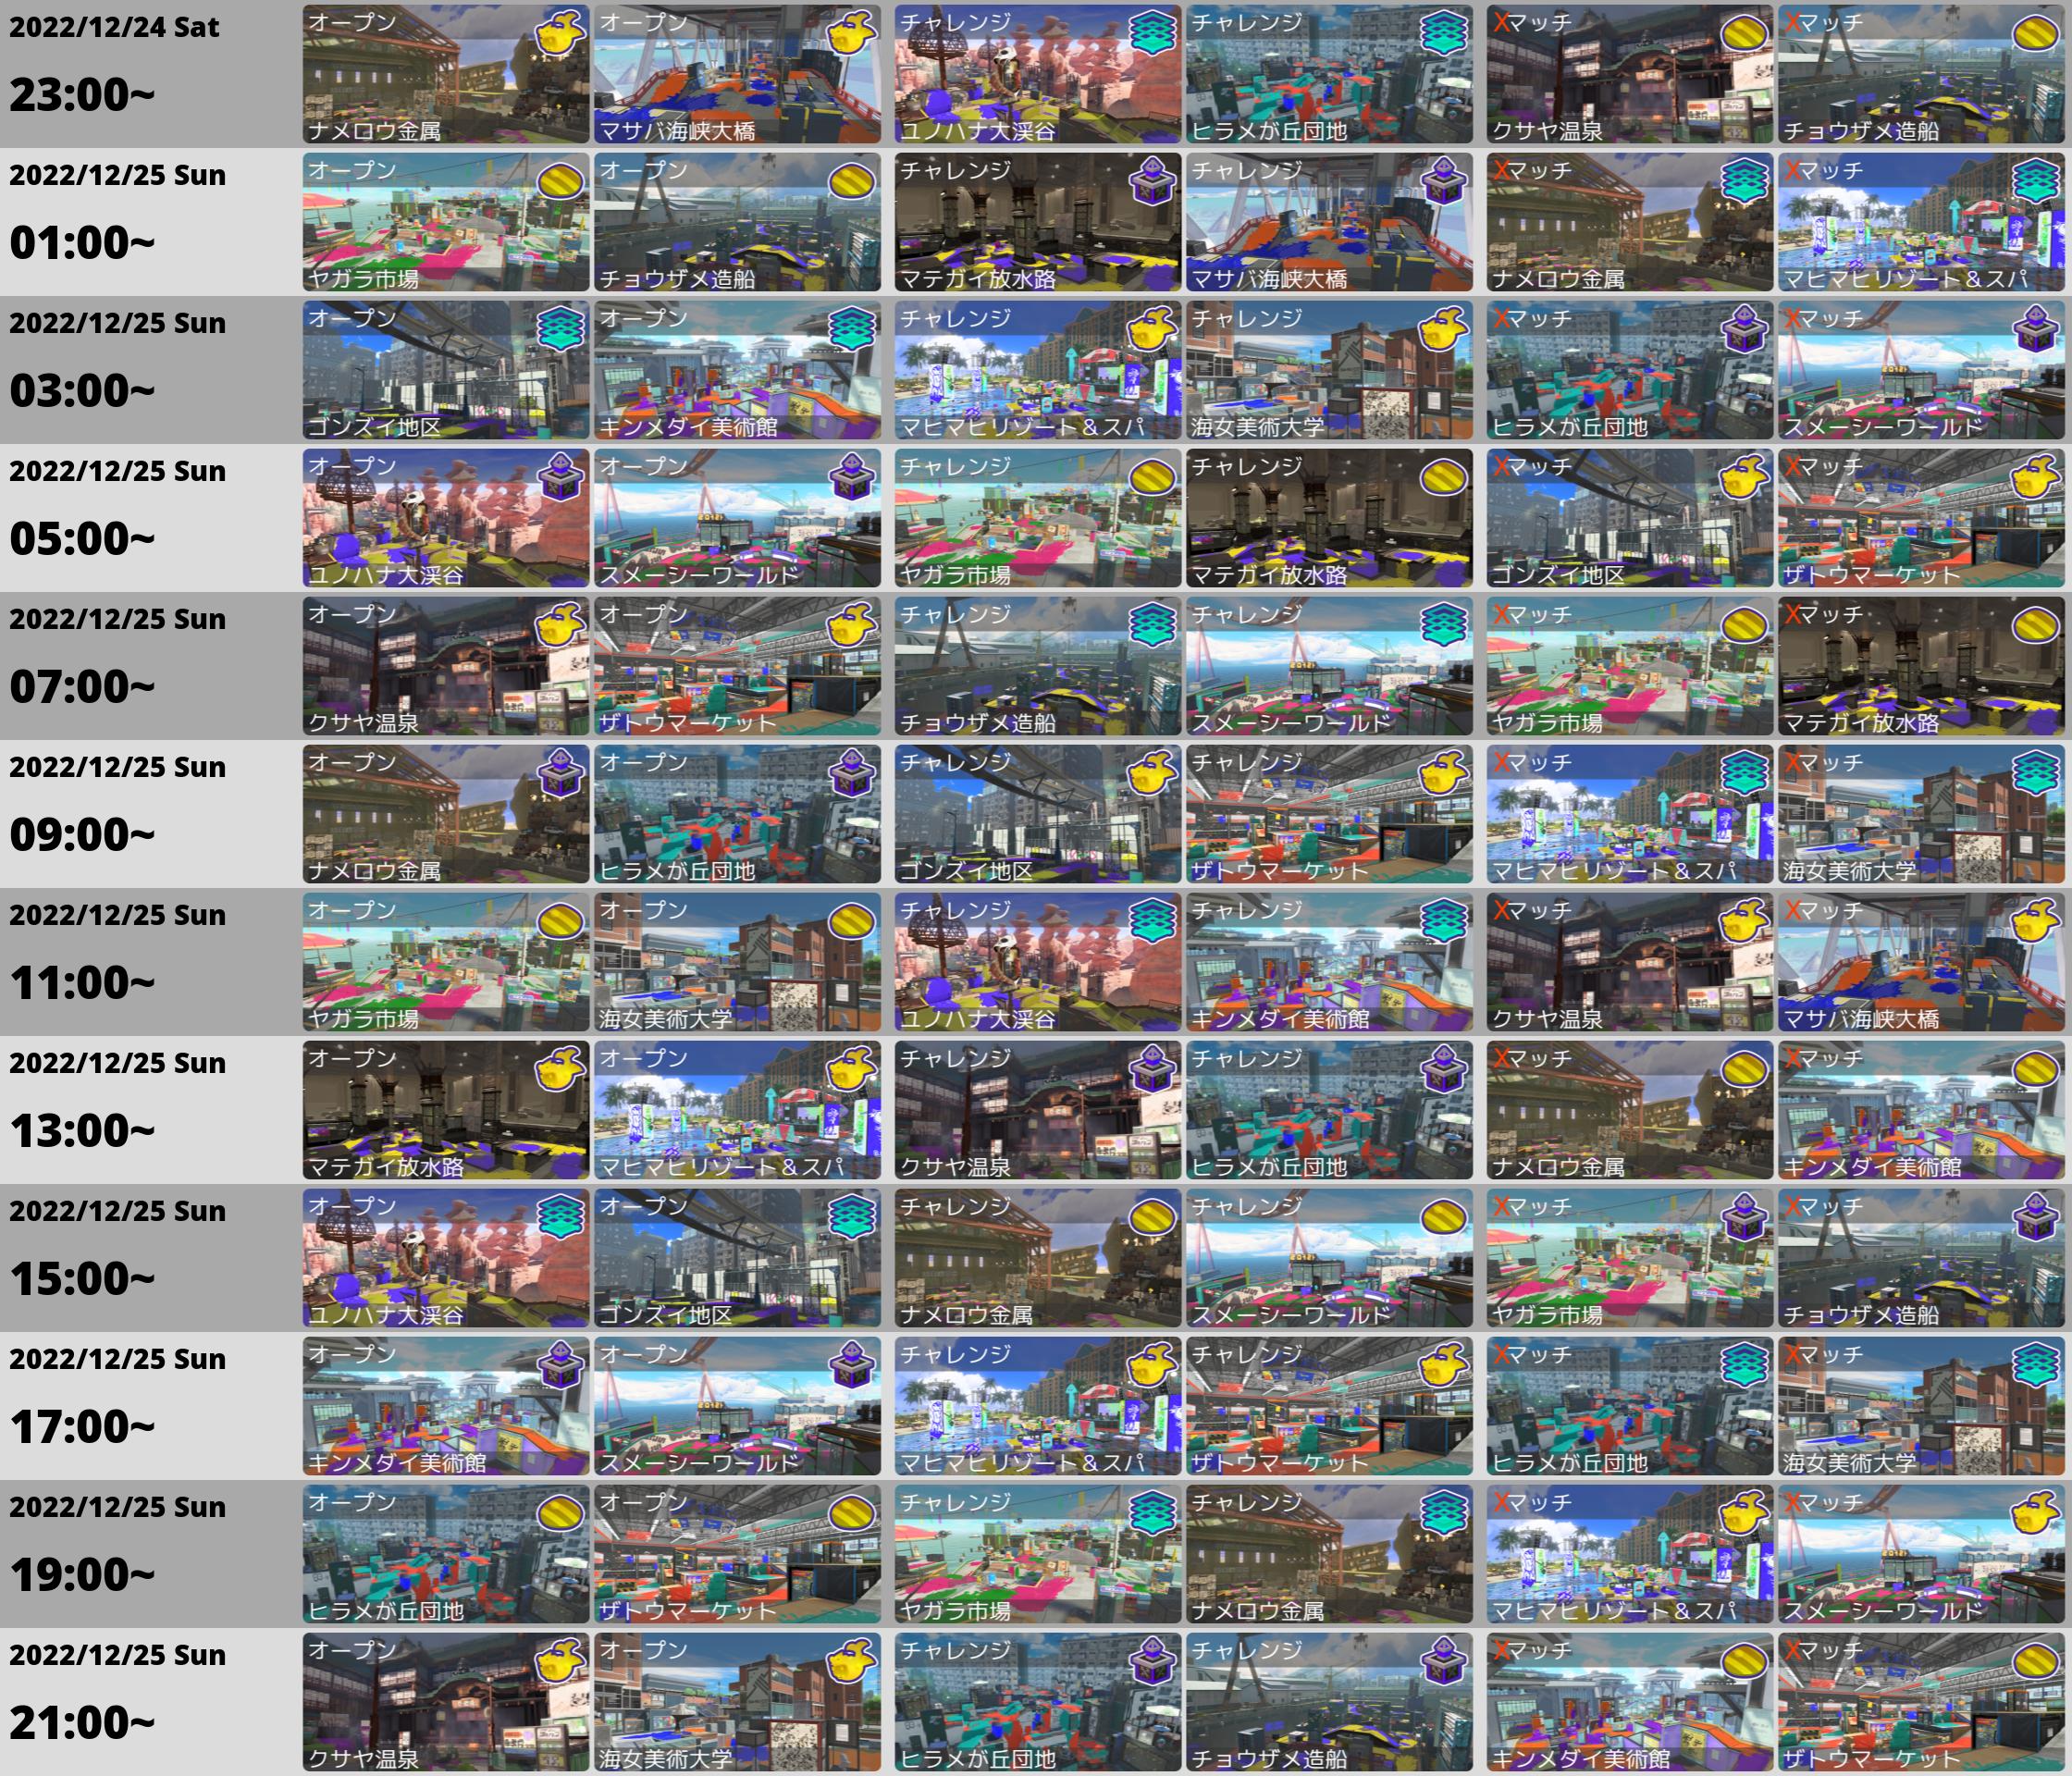 2022/12/24 Sat
23:00~
オープン オープン チャレンジ チャレンジ Xマッチ Xマッチ
ナメロウ金属 マサバ海峡大橋 ユノハナ大渓谷 ヒラメが丘団地 クサヤ温泉 チョウザメ造船
2022/12/25 Sun
01:00~
オープン オープン チャレンジ チャレンジ Xマッチ Xマッチ
ヤガラ市場 チョウザメ造船 マテガイ放水路 マサバ海峡大橋 ナメロウ金属 マヒマヒリゾート&スパ
2022/12/25 Sun
03:00~
オープン オープン チャレンジ チャレンジ Xマッチ Xマッチ
ゴンズイ地区 キンメダイ美術館 マヒマヒリゾート&スパ 海女美術大学 ヒラメが丘団地 スメーシーワールド
2022/12/25 Sun
05:00~
オープン オープン チャレンジ チャレンジ Xマッチ Xマッチ
ユノハナ大渓谷 スメーシーワールド ヤガラ市場 マテガイ放水路 ゴンズイ地区 ザトウマーケット
2022/12/25 Sun
07:00~
オープン オープン チャレンジ チャレンジ Xマッチ Xマッチ
クサヤ温泉 ザトウマーケット チョウザメ造船 スメーシーワールド ヤガラ市場 マテガイ放水路
2022/12/25 Sun
09:00~
オープン オープン チャレンジ チャレンジ Xマッチ Xマッチ
ナメロウ金属 ヒラメが丘団地 ゴンズイ地区 ザトウマーケット マヒマヒリゾート&スパ 海女美術大学
2022/12/25 Sun
11:00~
オープン オープン チャレンジ チャレンジ Xマッチ Xマッチ
ヤガラ市場 海女美術大学 ユノハナ大渓谷 キンメダイ美術館 クサヤ温泉 マサバ海峡大橋
2022/12/25 Sun
13:00~
オープン オープン チャレンジ チャレンジ Xマッチ Xマッチ
マテガイ放水路 マヒマヒリゾート&スパ クサヤ温泉 ヒラメが丘団地 ナメロウ金属 キンメダイ美術館
2022/12/25 Sun
15:00~
オープン オープン チャレンジ チャレンジ Xマッチ Xマッチ
ユノハナ大渓谷 ゴンズイ地区 ナメロウ金属 スメーシーワールド ヤガラ市場 チョウザメ造船
2022/12/25 Sun
17:00~
オープン オープン チャレンジ チャレンジ Xマッチ Xマッチ
キンメダイ美術館 スメーシーワールド マヒマヒリゾート&スパ ザトウマーケット ヒラメが丘団地 海女美術大学
2022/12/25 Sun
19:00~
オープン オープン チャレンジ チャレンジ Xマッチ Xマッチ
ヒラメが丘団地 ザトウマーケット ヤガラ市場 ナメロウ金属 マヒマヒリゾート&スパ スメーシーワールド
2022/12/25 Sun
21:00~
オープン オープン チャレンジ チャレンジ Xマッチ Xマッチ
クサヤ温泉 海女美術大学 ヒラメが丘団地 チョウザメ造船 キンメダイ美術館 ザトウマーケット